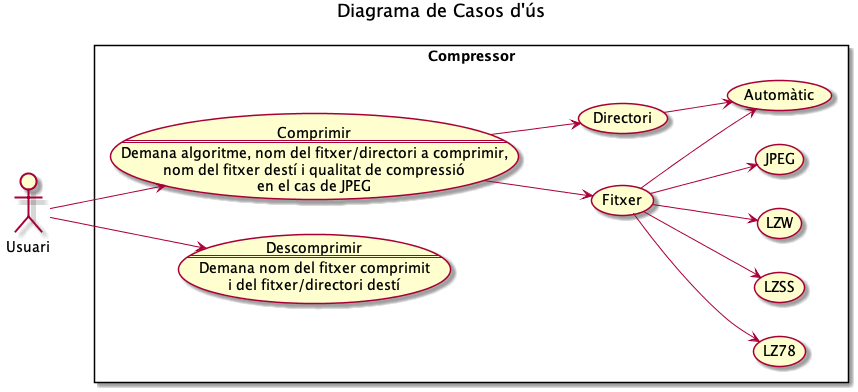 Diagrama de Casos d'ús
Compressor
Comprimir
Demana algoritme, nom del fitxer/directori a comprimir,
nom del fitxer destí i qualitat de compressió
en el cas de JPEG
Directori
Automàtic
JPEG
Fitxer
LZW
Usuari
Descomprimir
Demana nom del fitxer comprimit
i del fitxer/directori destí
LZSS
LZ78